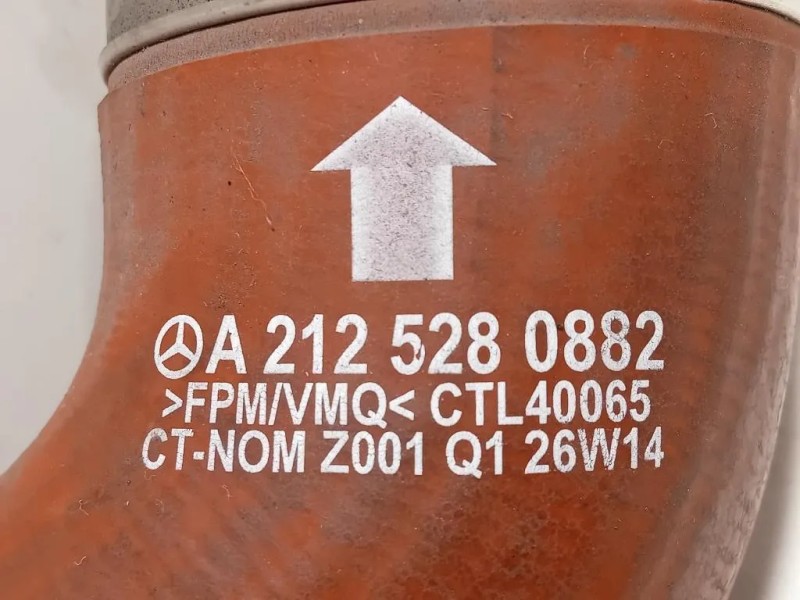 A 212 528 0882
>FPM/VMQ< CTL40065
CT-NOM Z001 Q1 26W14